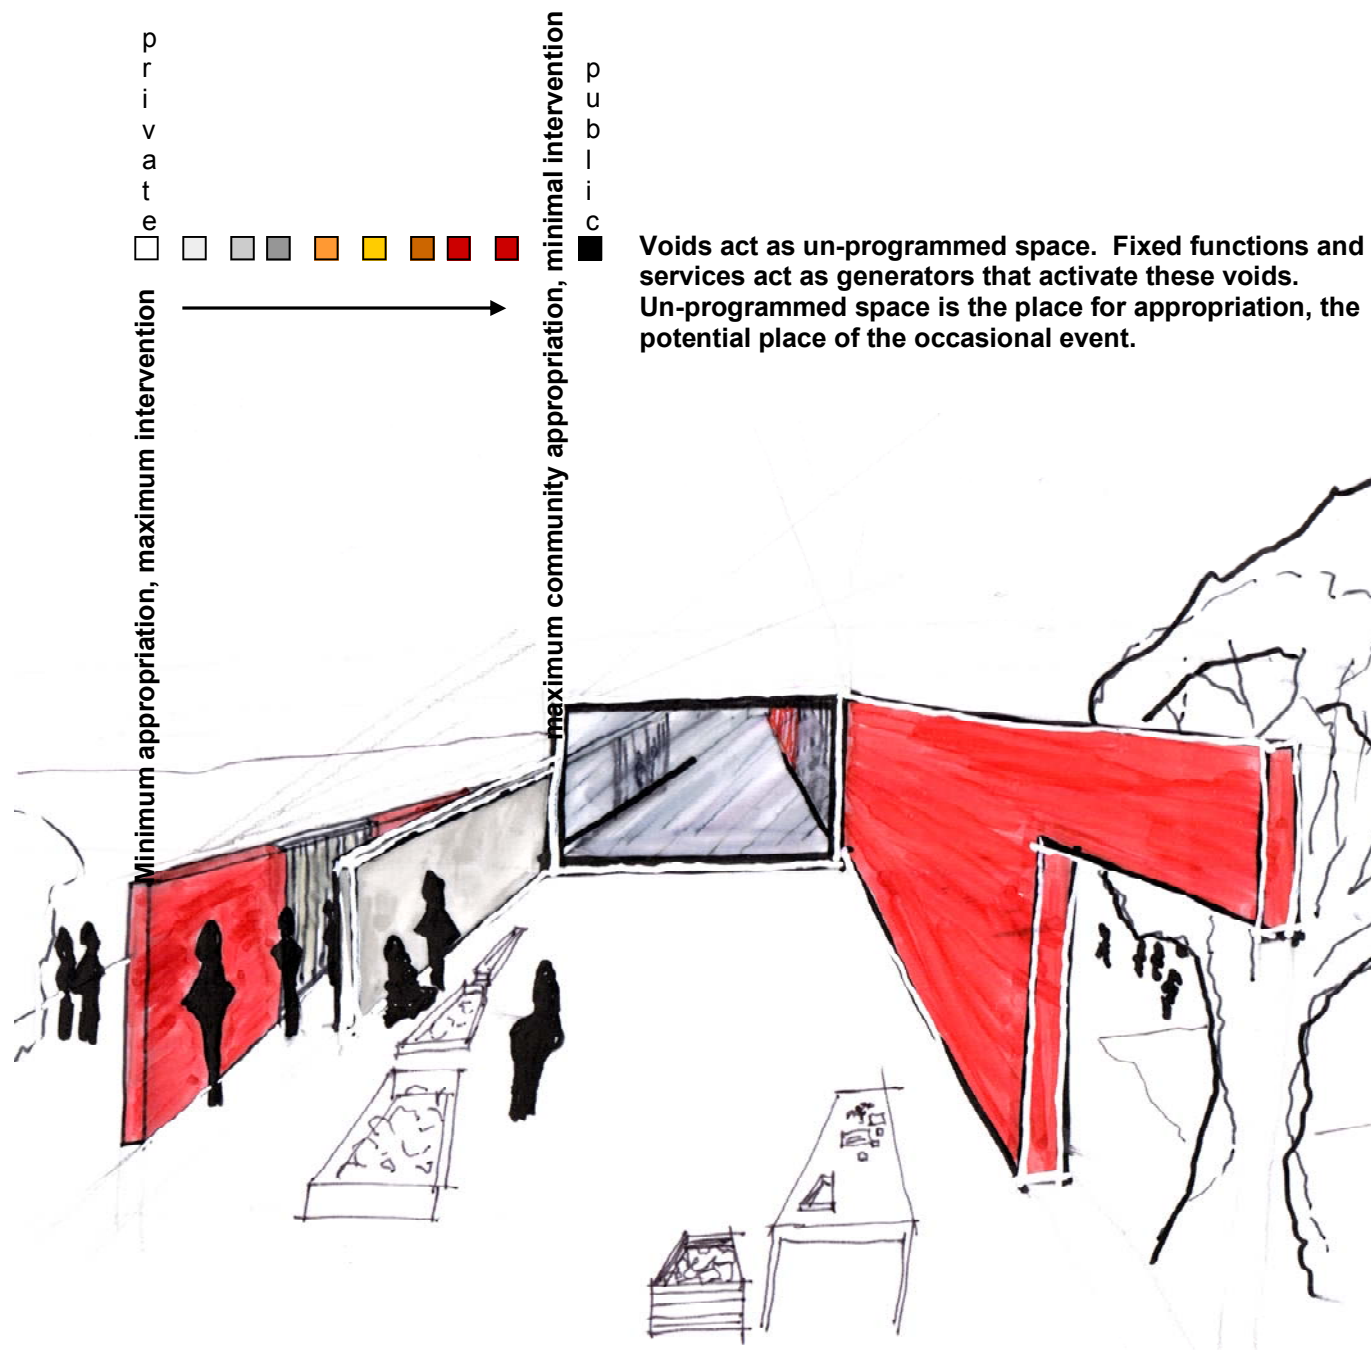 private
public
Minimum appropriation, maximum intervention
maximum community appropriation, minimal intervention
Voids act as un-programmed space.  Fixed functions and
services act as generators that activate these voids.
Un-programmed space is the place for appropriation, the
potential place of the occasional event.